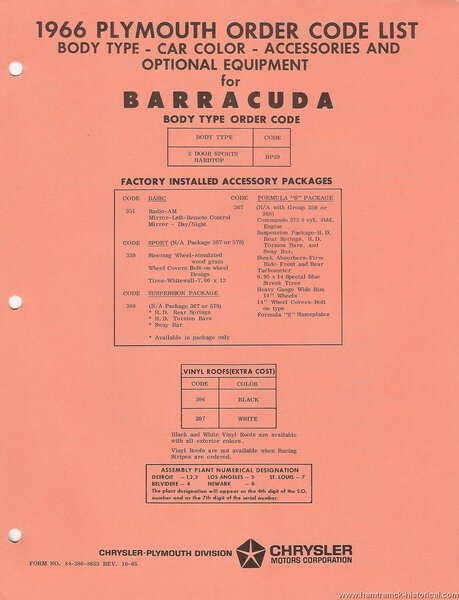 1966 PLYMOUTH ORDER CODE LIST
BODY TYPE - CAR COLOR - ACCESSORIES AND
OPTIONAL EQUIPMENT
for
BARRACUDA
BODY TYPE ORDER CODE
BODY TYPE CODE
2 DOOR SPORTS
HARDTOP
BP29
FACTORY INSTALLED ACCESSORY PACKAGES
CODE BASIC
351 Radio-AM
Mirror-Left-Remote Control
Mirror - Day/Night
CODE SPORT (N/A Package 367 or 578)
359 Steering Wheel-simulated
wood grain
Wheel Covers Bolt-on wheel
Design
Tires-Whitewall-7.00 x 13
CODE SUSPENSION PACKAGE
368 (N/A Package 367 or 578)
* H.D. Rear Springs
* H.D. Torsion Bars
* Sway Bar
* Available in package only
CODE FORMULA "S" PACKAGE
367 (N/A with Group 359 or
368)
Commando 273 8 cyl. 4bbl.
Engine
Suspension Package-H.D.
Rear Springs, H.D.
Torsion Bars, and
Sway Bar.
Shock Absorbers-Firm
Ride-Front and Rear
Tachometer
6.95 x 14 Special Blue
Streak Tires
Heavy Gauge Wide Rim
14" Wheels
14" Wheel Covers-Bolt-
on type
Formula "S" Nameplates
VINYL ROOFS(EXTRA COST)
CODE COLOR
306 BLACK
307 WHITE
Black and White Vinyl Roofs are available
with all exterior colors.
Vinyl Roofs are not available when Racing
Stripes are ordered.
ASSEMBLY PLANT NUMERICAL DESIGNATION
DETROIT - 1,2,3 LOS ANGELES - 5 ST. LOUIS - 7
BELVIDERE - 4 NEWARK - 6
The plant designation will appear as the 4th digit of the S.O.
number and as the 7th digit of the serial number.
CHRYSLER-PLYMOUTH DIVISION CHRYSLER
MOTORS CORPORATION
FORM NO. 84-380-8653 REV. 10-65
www.hamtramck-historical.com